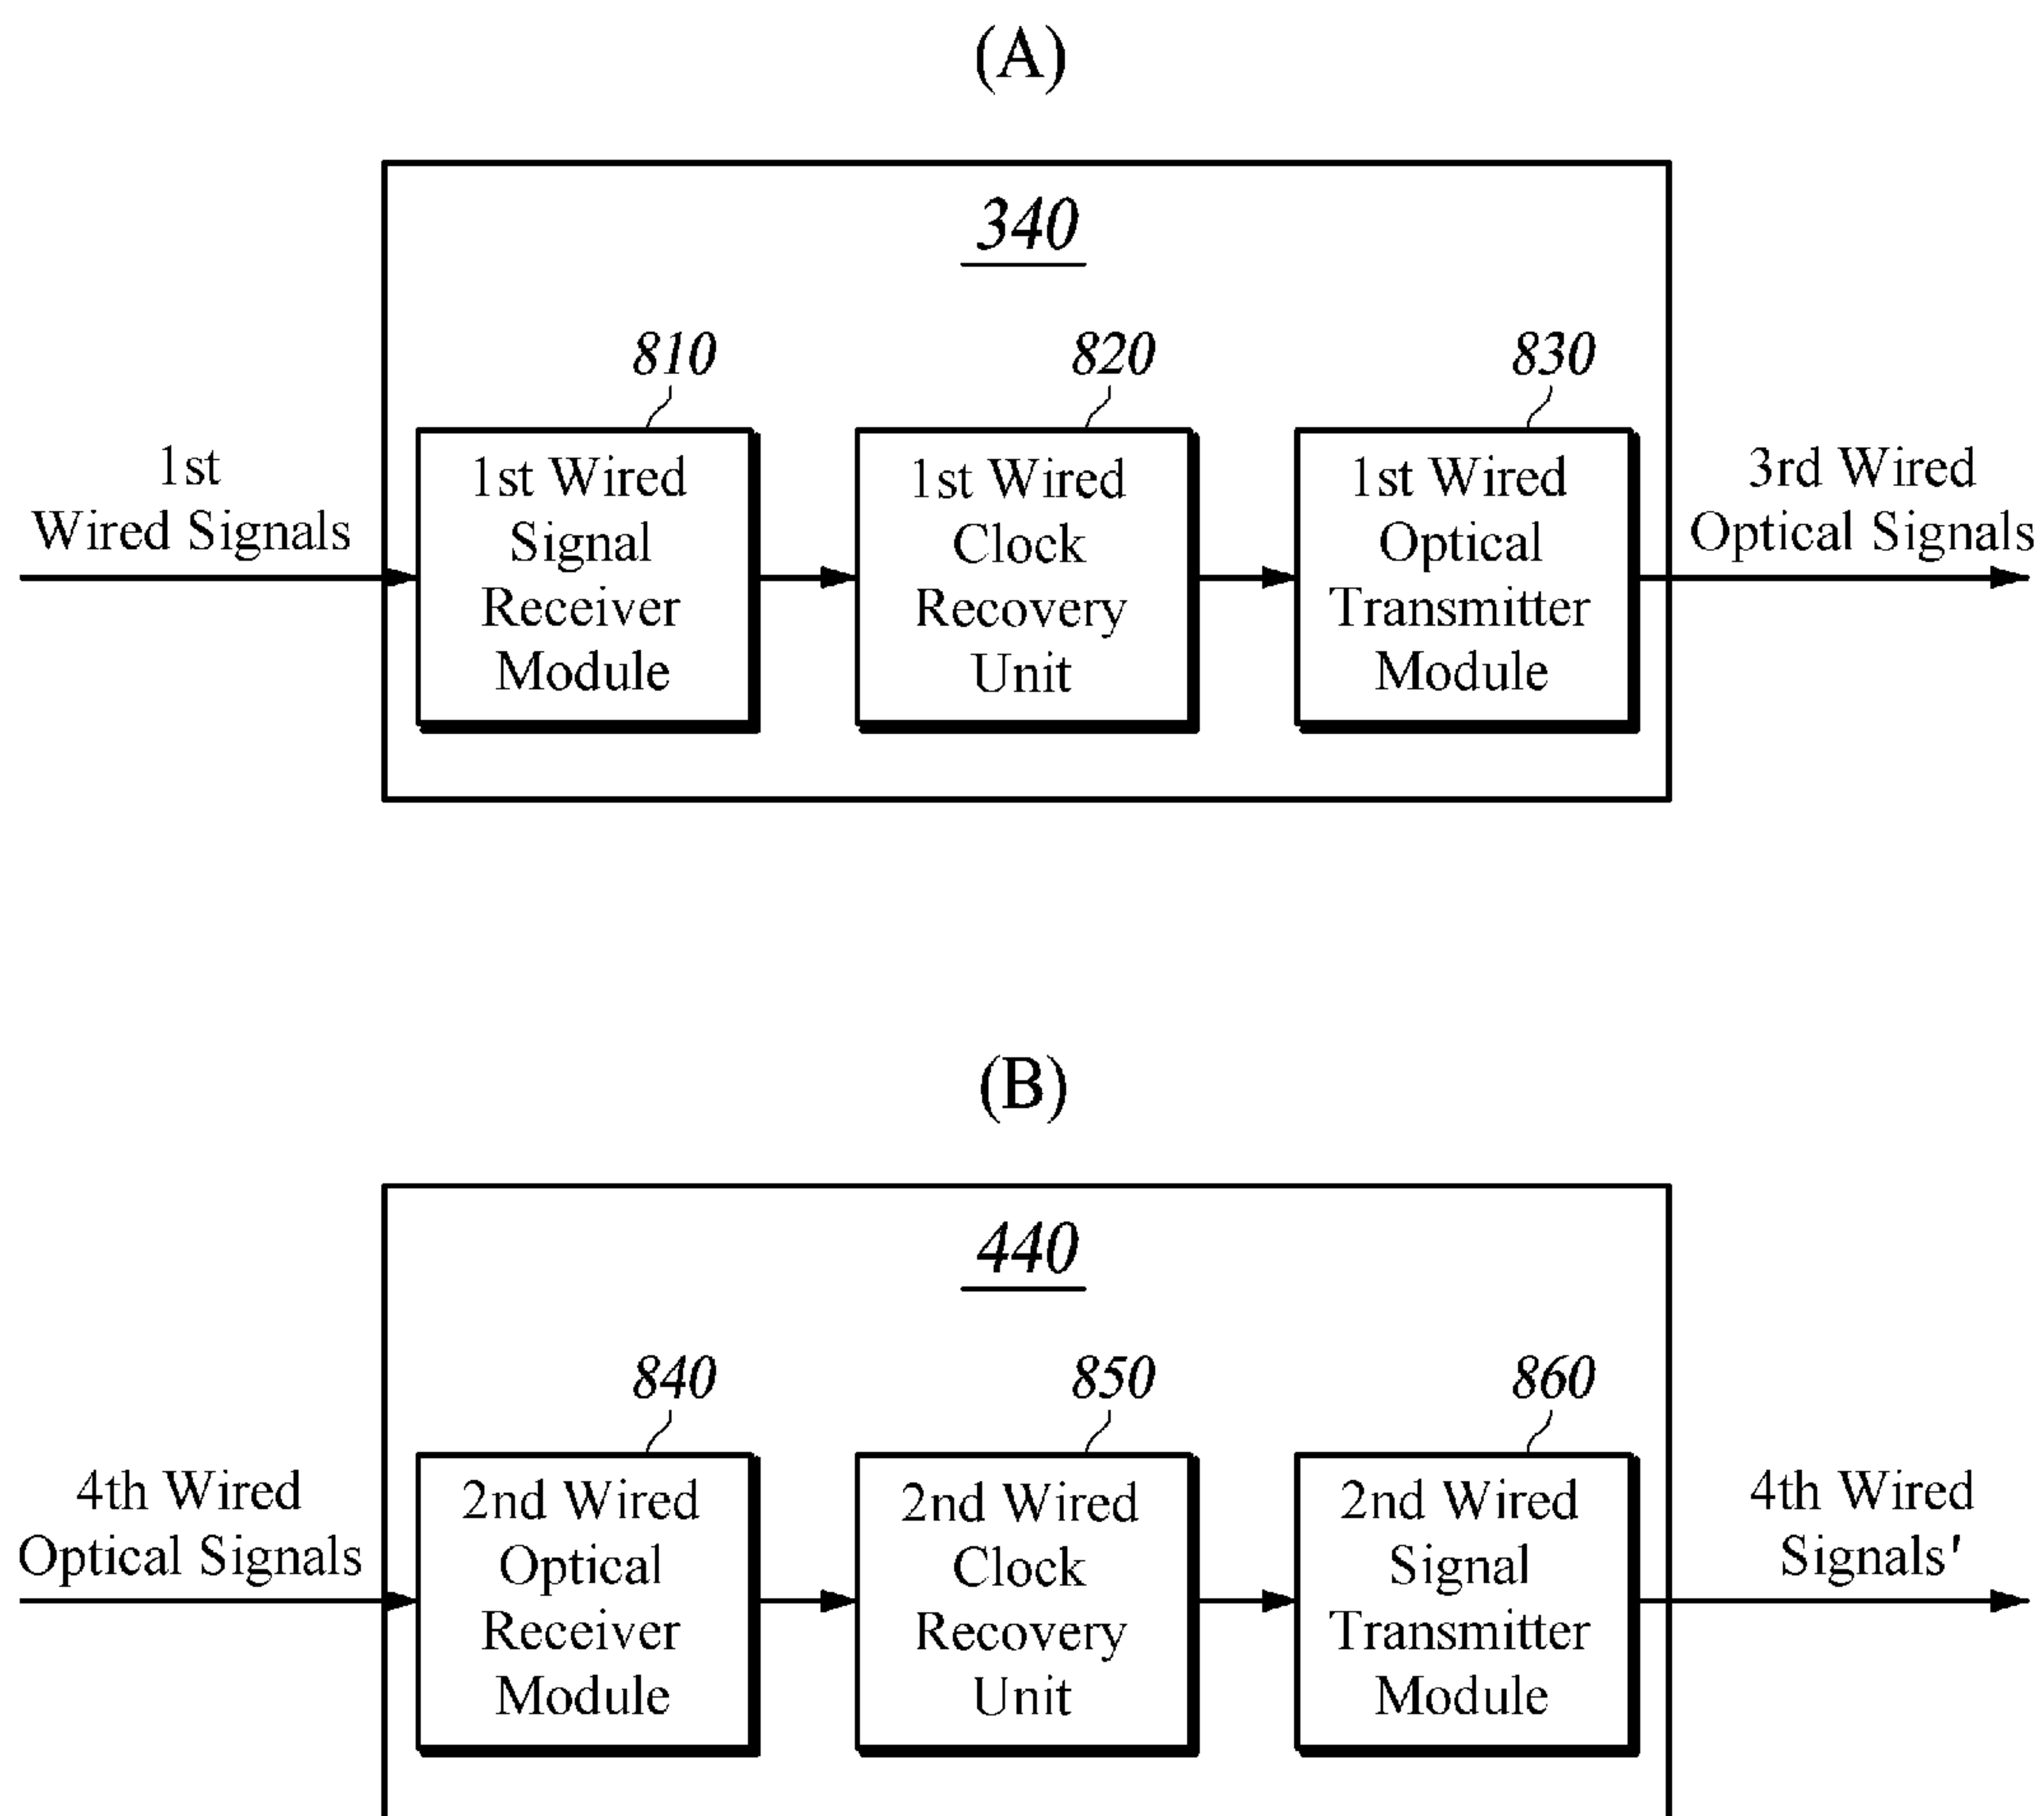 (A)
340
810
820
830
1st
Wired Signals
1st Wired
Signal
Receiver
Module
1st Wired
Clock
Recovery
Unit
1st Wired
Optical
Transmitter
Module
3rd Wired
Optical Signals
(B)
440
840
850
860
4th Wired
Optical Signals
2nd Wired
Optical
Receiver
Module
2nd Wired
Clock
Recovery
Unit
2nd Wired
Signal
Transmitter
Module
4th Wired
Signals'